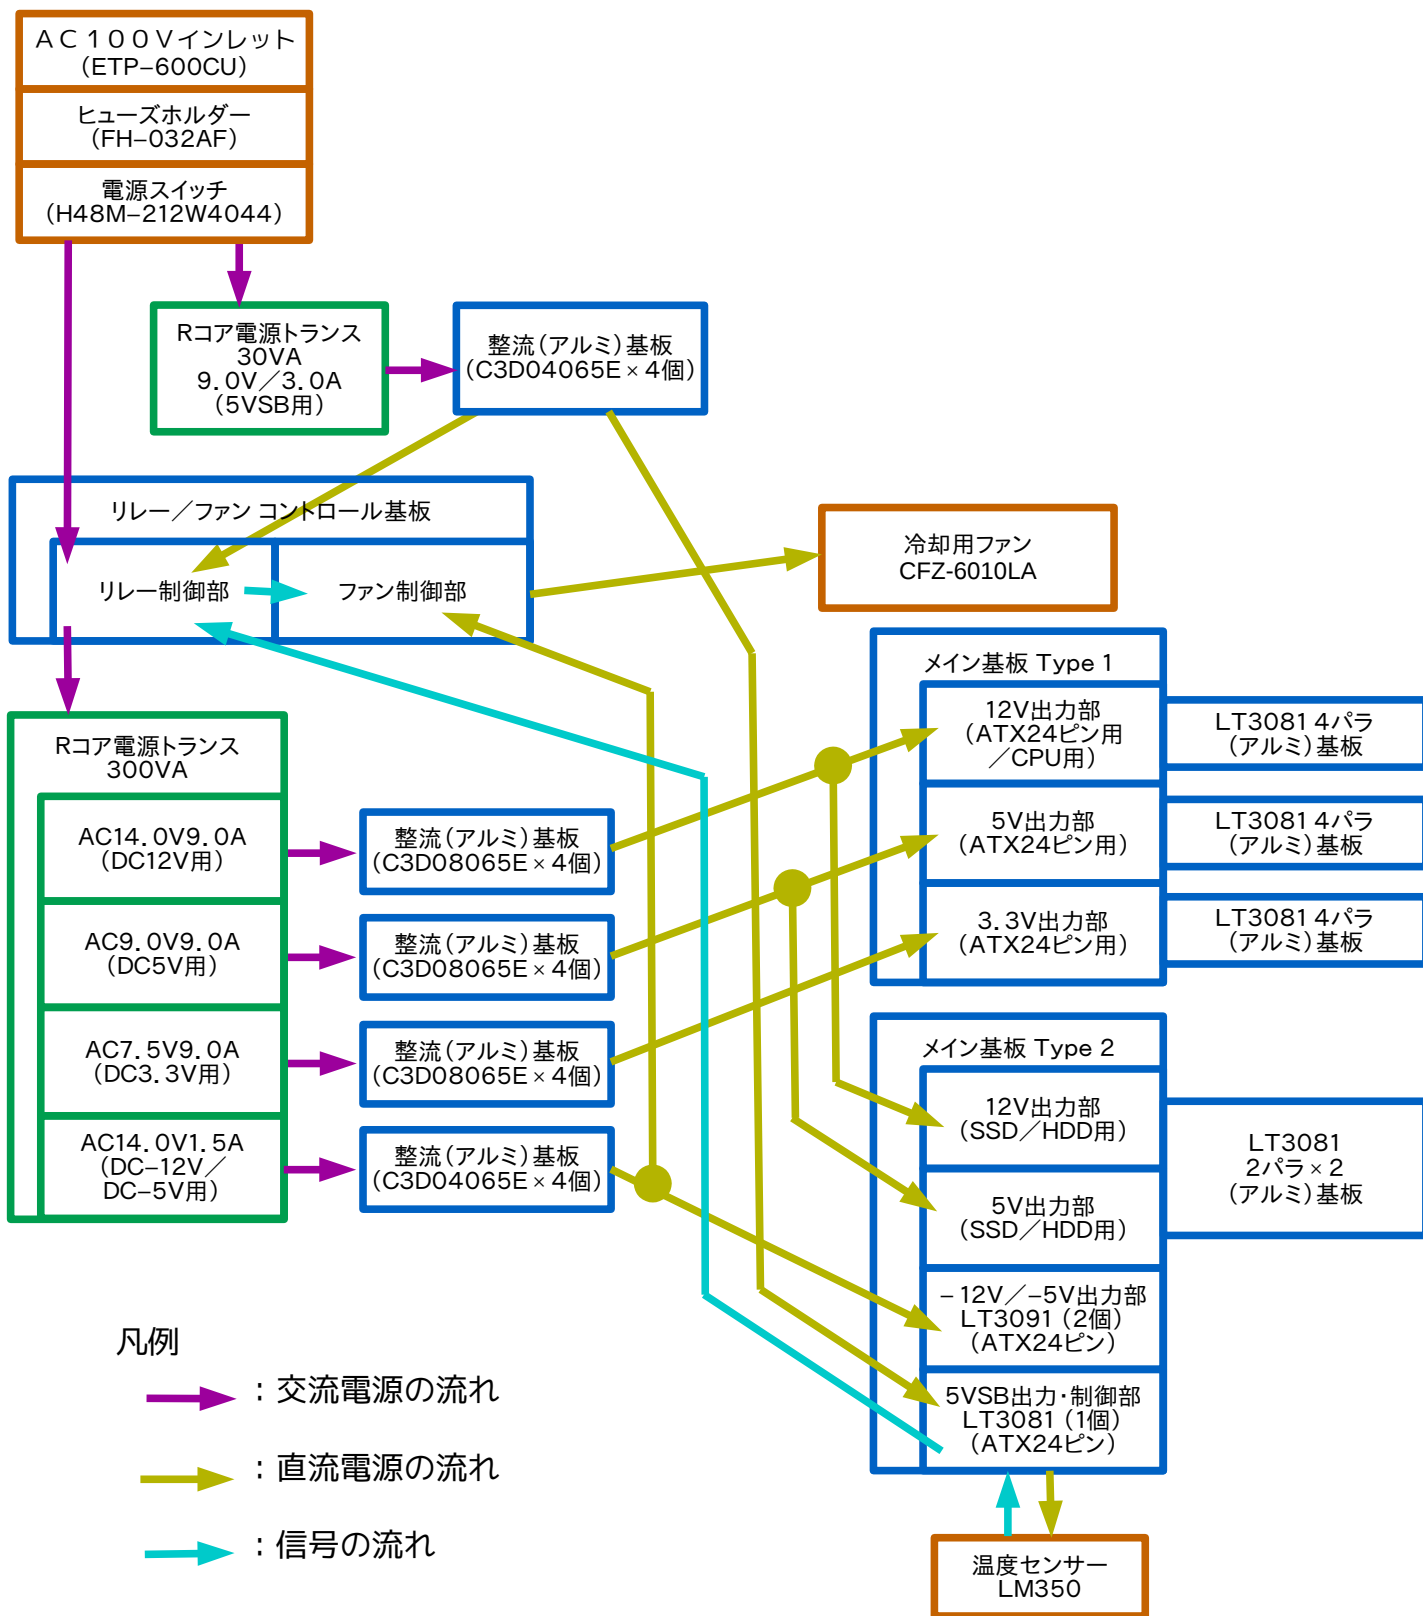 ＡＣ１００Ｖインレット
（ETP−600CU）
ヒューズホルダー
（FH−032AF）
電源スイッチ
（H48M−212W4044）
Rコア電源トランス
30VA
9．0V／3．0A
（5VSB用）
整流（アルミ）基板
（C3D04065E×4個）
リレー／ファン コントロール基板
リレー制御部
ファン制御部
冷却用ファン
CFZ-6010LA
Rコア電源トランス
300VA
AC14．0V9．0A
（DC12V用）
AC9．0V9．0A
（DC5V用）
AC7．5V9．0A
（DC3．3V用）
AC14．0V1．5A
（DC−12V／
DC−5V用）
整流（アルミ）基板
（C3D08065E×4個）
整流（アルミ）基板
（C3D08065E×4個）
整流（アルミ）基板
（C3D08065E×4個）
整流（アルミ）基板
（C3D04065E×4個）
メイン基板 Type 1
12V出力部
（ATX24ピン用
／CPU用）
5V出力部
（ATX24ピン用）
3．3V出力部
（ATX24ピン用）
LT3081 4パラ
（アルミ）基板
LT3081 4パラ
（アルミ）基板
LT3081 4パラ
（アルミ）基板
メイン基板 Type 2
12V出力部
（SSD／HDD用）
5V出力部
（SSD／HDD用）
−12V／−5V出力部
LT3091（2個）
（ATX24ピン）
5VSB出力・制御部
LT3081（1個）
（ATX24ピン）
LT3081
2パラ×2
（アルミ）基板
温度センサー
LM350
凡例
：交流電源の流れ
：直流電源の流れ
：信号の流れ